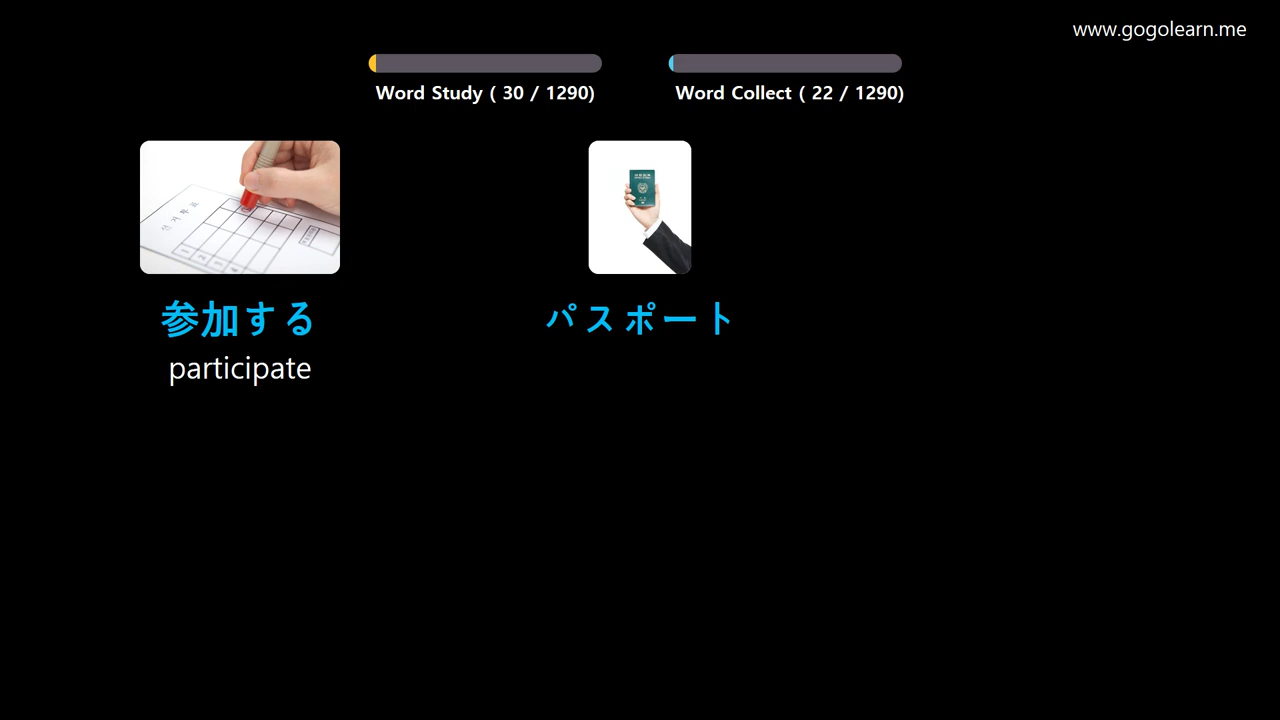 www.gogolearn.me
Word Study ( 30 / 1290)
Word Collect ( 22 / 1290)
参加する
パスポート
participate